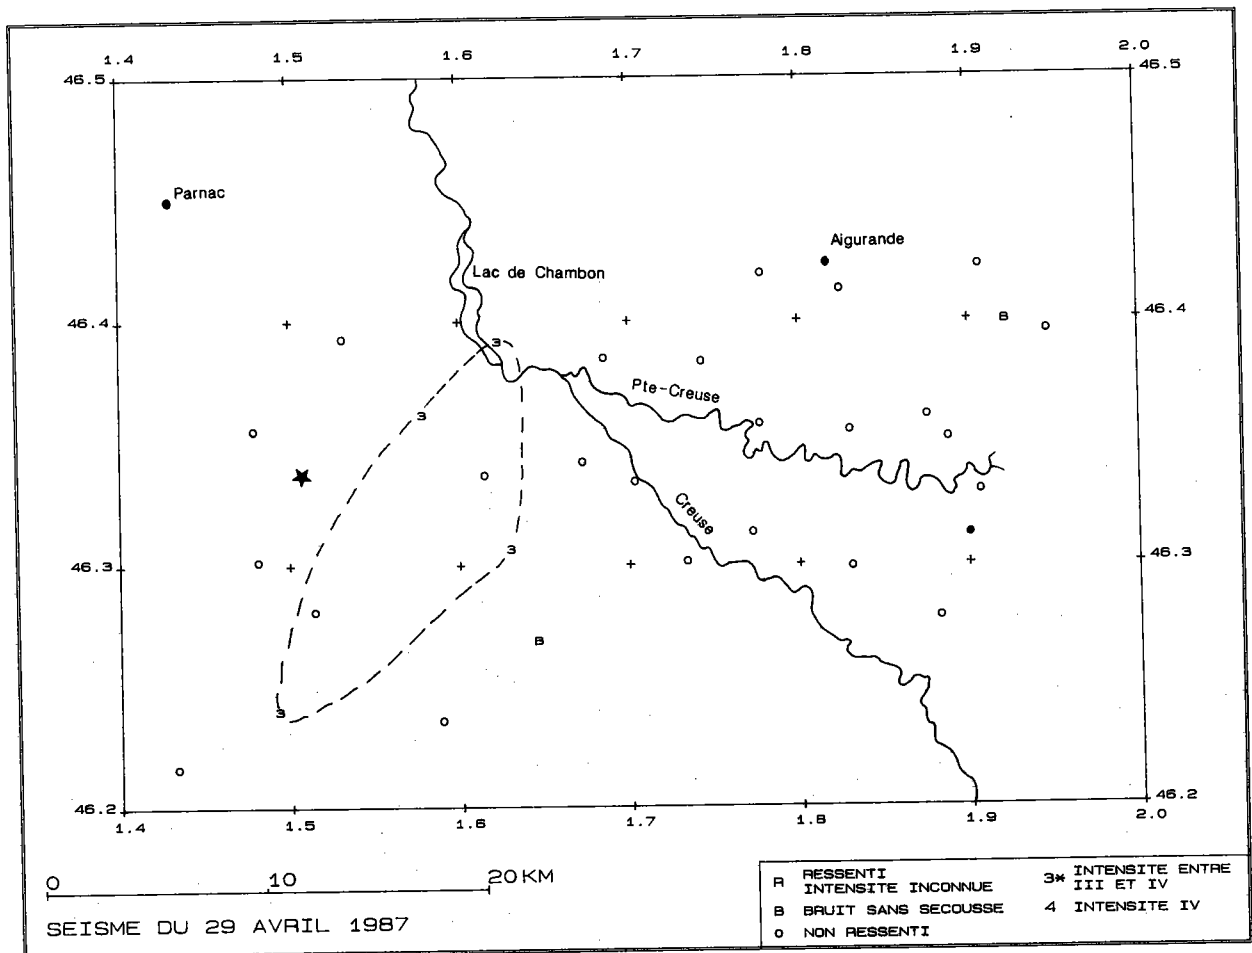 1.4 1.5 1.6 1.7 1.8 1.9 2.0
46.5 46.5
Parnac
Aigurande
Lac de Chambon
46.4 46.4
B
3
Pte-Creuse
3
Creuse
3
46.3 46.3
B
3
46.2 46.2
1.4 1.5 1.6 1.7 1.8 1.9 2.0
0 10 20 KM
SEISME DU 29 AVRIL 1987
R RESSENTI
INTENSITE INCONNUE
B BRUIT SANS SECOUSSE
o NON RESSENTI
3* INTENSITE ENTRE
III ET IV
4 INTENSITE IV